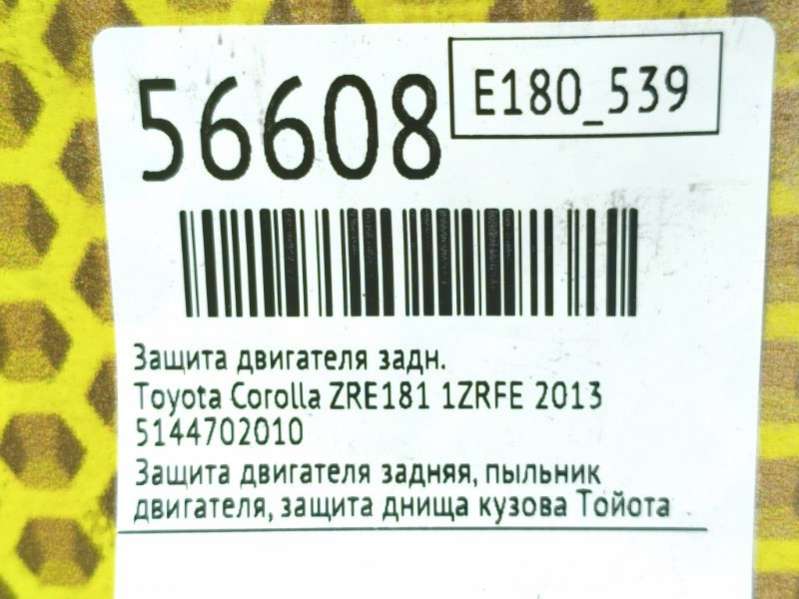 56608
E180_539
Защита двигателя задн.
Toyota Corolla ZRE181 1ZRFE 2013
5144702010
Защита двигателя задняя, пыльник
двигателя, защита днища кузова Тойота